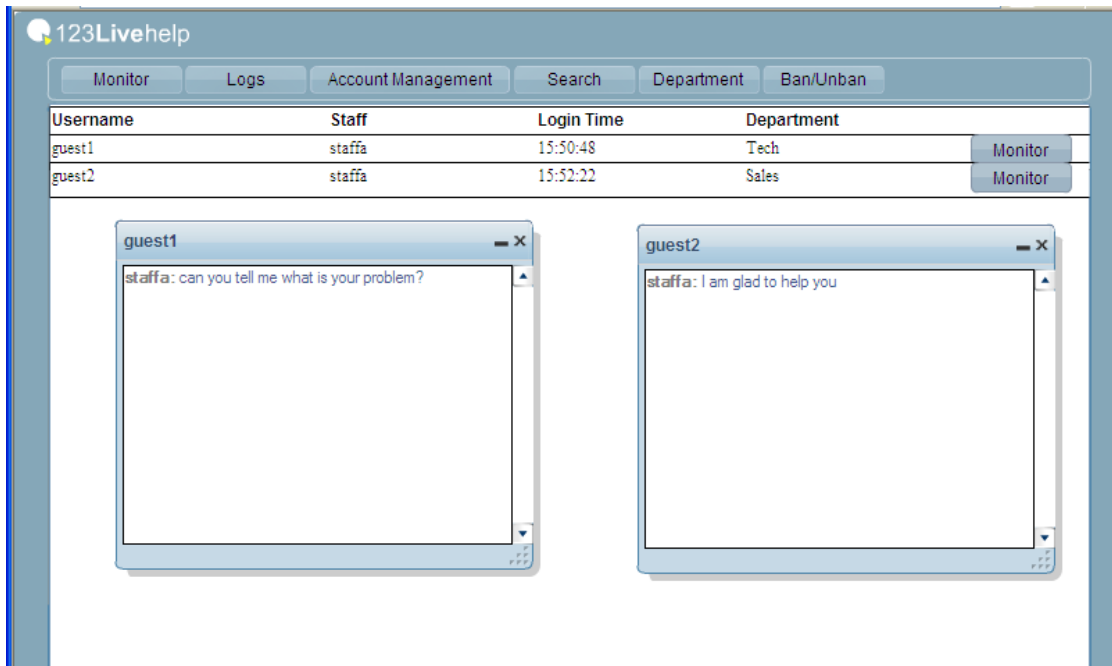 123Livehelp
Monitor Logs Account Management Search Department Ban/Unban
Username Staff Login Time Department
guest1 staffa 15:50:48 Tech Monitor
guest2 staffa 15:52:22 Sales Monitor
guest1
staffa: can you tell me what is your problem?
guest2
staffa: I am glad to help you